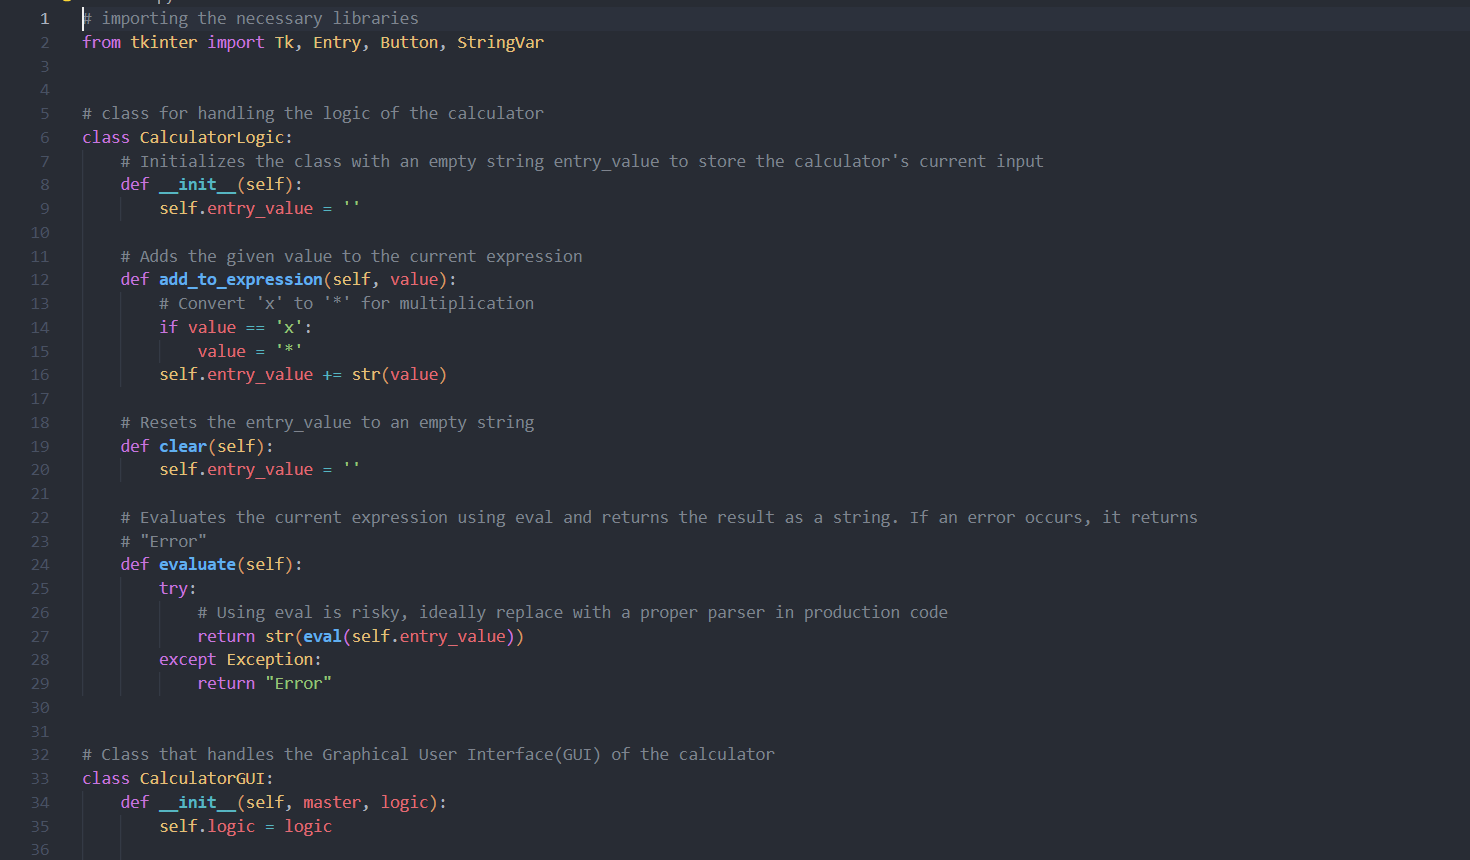 1 # importing the necessary libraries
2 from tkinter import Tk, Entry, Button, StringVar
3
4
5 # class for handling the logic of the calculator
6 class CalculatorLogic:
7     # Initializes the class with an empty string entry_value to store the calculator's current input
8     def __init__(self):
9         self.entry_value = ''
10
11     # Adds the given value to the current expression
12     def add_to_expression(self, value):
13         # Convert 'x' to '*' for multiplication
14         if value == 'x':
15             value = '*'
16         self.entry_value += str(value)
17
18     # Resets the entry_value to an empty string
19     def clear(self):
20         self.entry_value = ''
21
22     # Evaluates the current expression using eval and returns the result as a string. If an error occurs, it returns
23     # "Error"
24     def evaluate(self):
25         try:
26             # Using eval is risky, ideally replace with a proper parser in production code
27             return str(eval(self.entry_value))
28         except Exception:
29             return "Error"
30
31
32 # Class that handles the Graphical User Interface(GUI) of the calculator
33 class CalculatorGUI:
34     def __init__(self, master, logic):
35         self.logic = logic
36